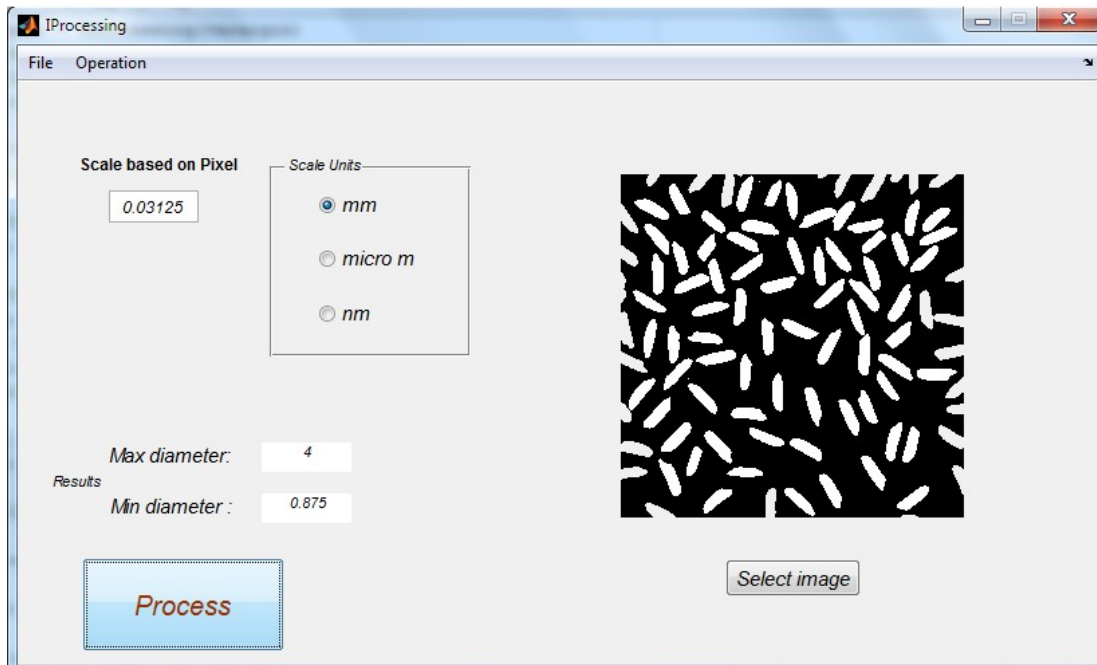 IProcessing
File Operation
Scale based on Pixel
0.03125
Scale Units
mm
micro m
nm
Max diameter: 4
Results
Min diameter : 0.875
Process
Select image